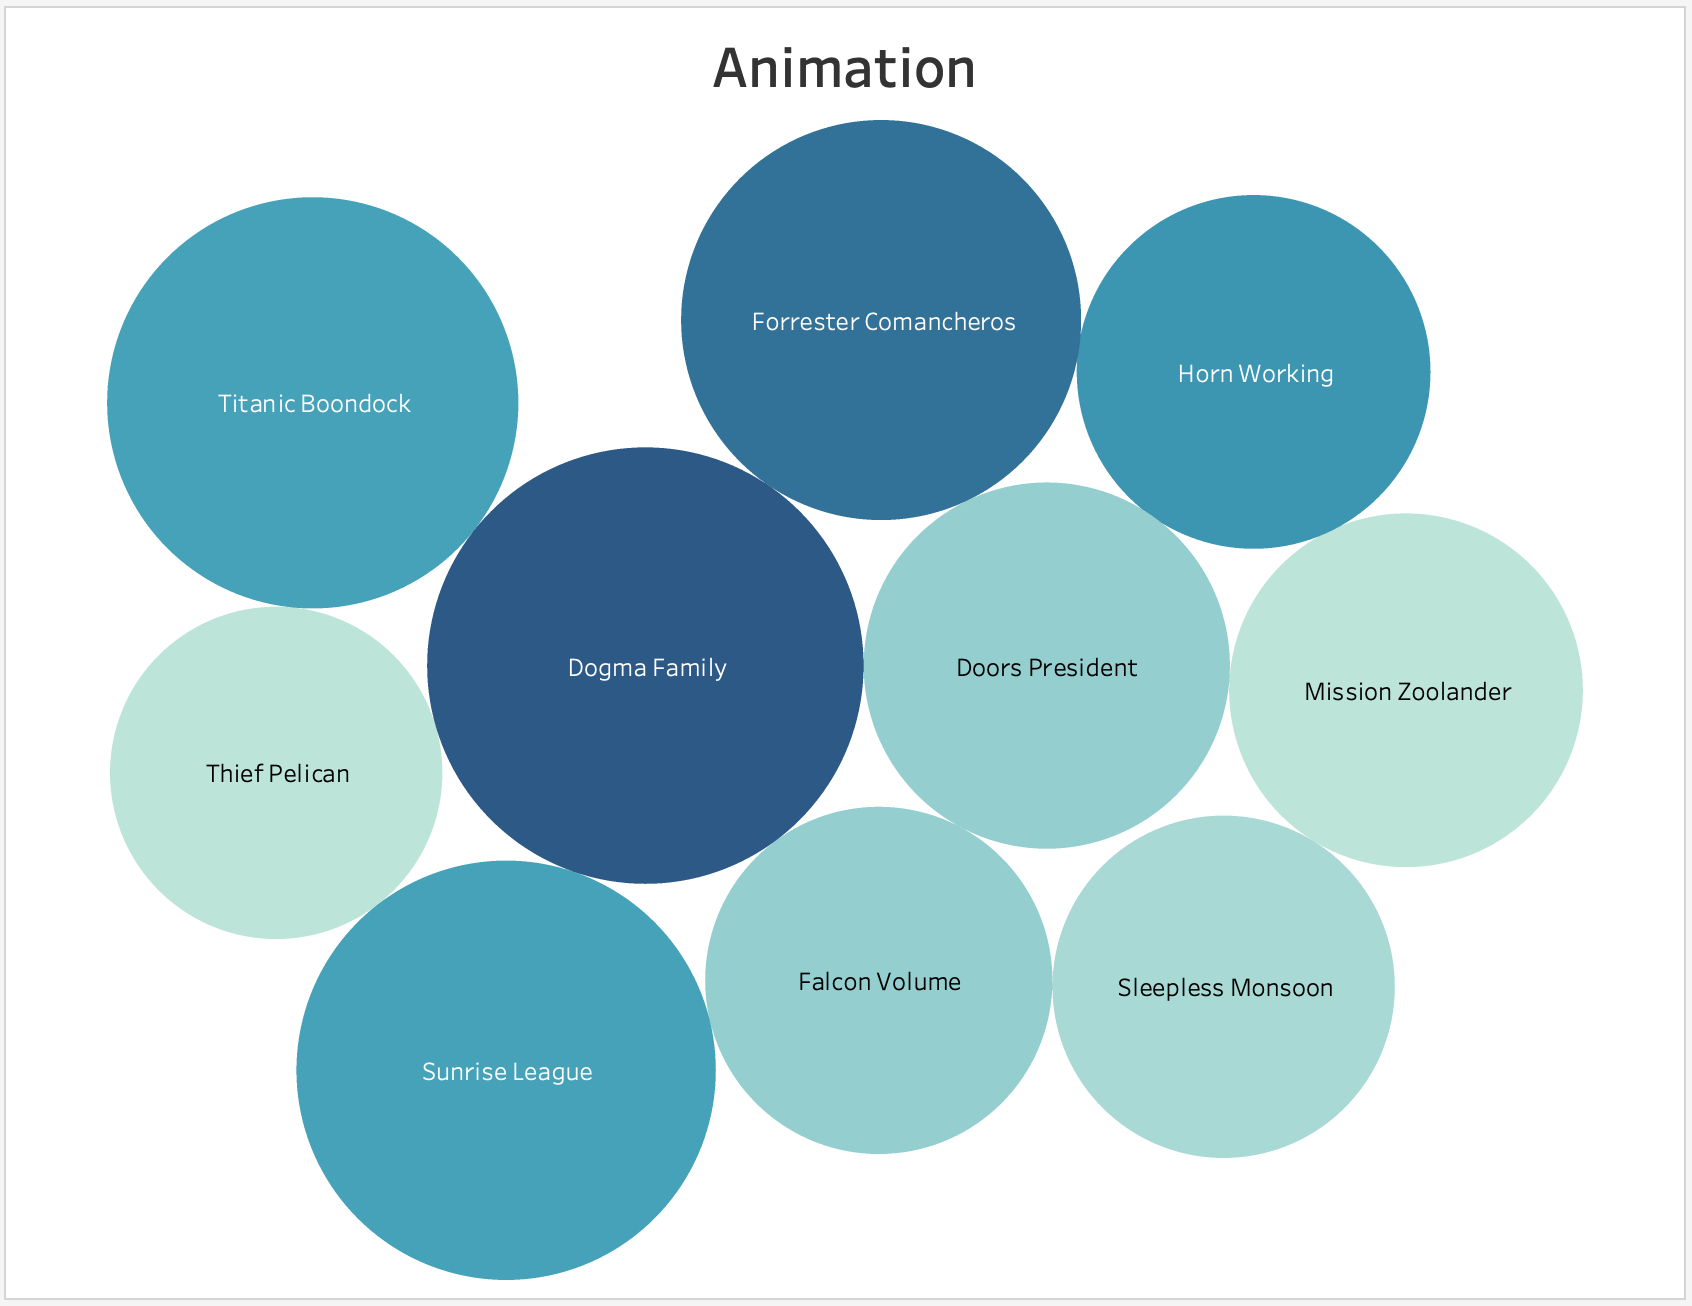 Animation
Forrester Comancheros
Horn Working
Titanic Boondock
Dogma Family
Doors President
Mission Zoolander
Thief Pelican
Falcon Volume
Sleepless Monsoon
Sunrise League